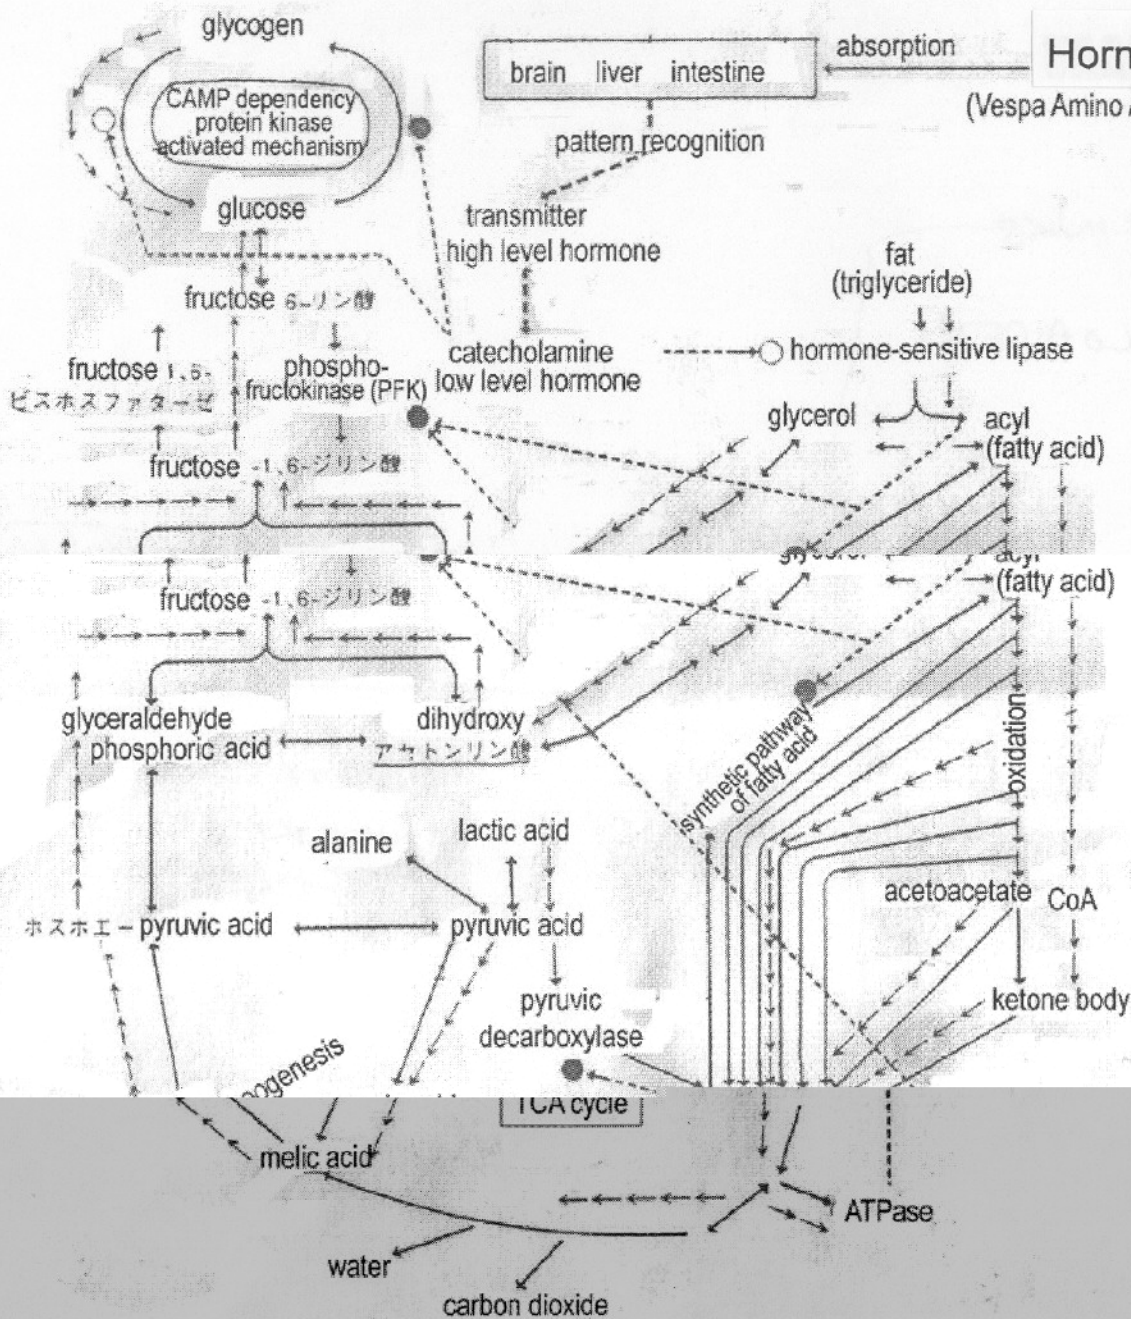 glycogen
absorption
Horn
brain liver intestine
CAMP dependency
protein kinase
activated mechanism
(Vespa Amino
pattern recognition
glucose
transmitter
high level hormone
fat
(triglyceride)
fructose 6-リン酸
catecholamine
low level hormone
hormone-sensitive lipase
fructose 1,6-
ビスホスファターゼ
phospho-
fruclokinase (PFK)
glycerol
acyl
(fatty acid)
fructose -1,6-ジリン酸
glycerol
acyl
(fatty acid)
fructose -1,6-ジリン酸
glyceraldehyde
phosphoric acid
dihydroxy
アセトンリン酸
synthetic pathway
of fatty acid
oxidation
alanine
lactic acid
acetoacetate
CoA
ホスホエー pyruvic acid
pyruvic acid
pyruvic
decarboxylase
ketone body
ogenesis
TCA cycle
melic acid
ATPase
water
carbon dioxide